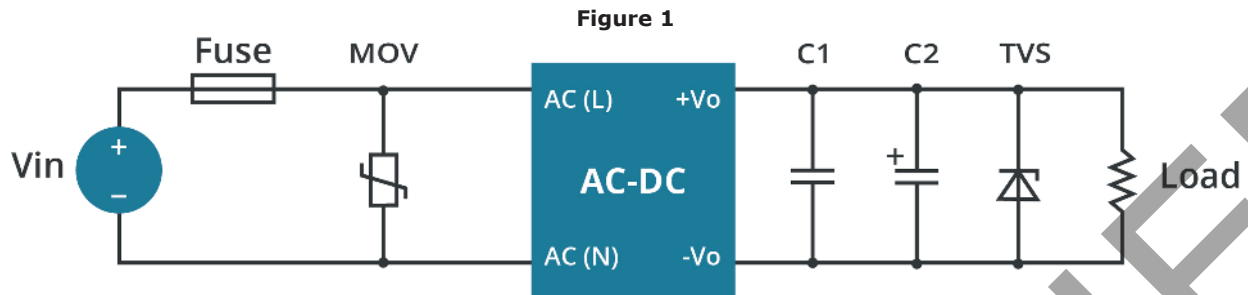 Figure 1
Fuse
MOV
C1
C2
TVS
Vin
+
−
AC (L)
+Vo
AC-DC
AC (N)
-Vo
+
Load